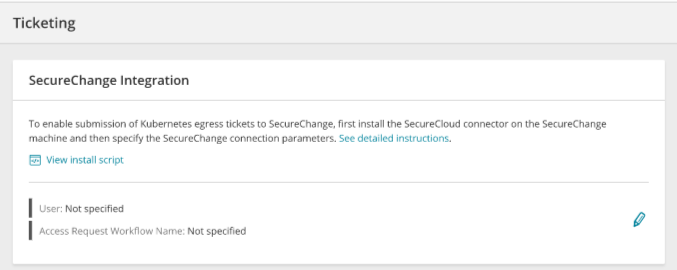 Ticketing
SecureChange Integration
To enable submission of Kubernetes egress tickets to SecureChange, first install the SecureCloud connector on the SecureChange
machine and then specify the SecureChange connection parameters. See detailed instructions.
View install script
User: Not specified
Access Request Workflow Name: Not specified